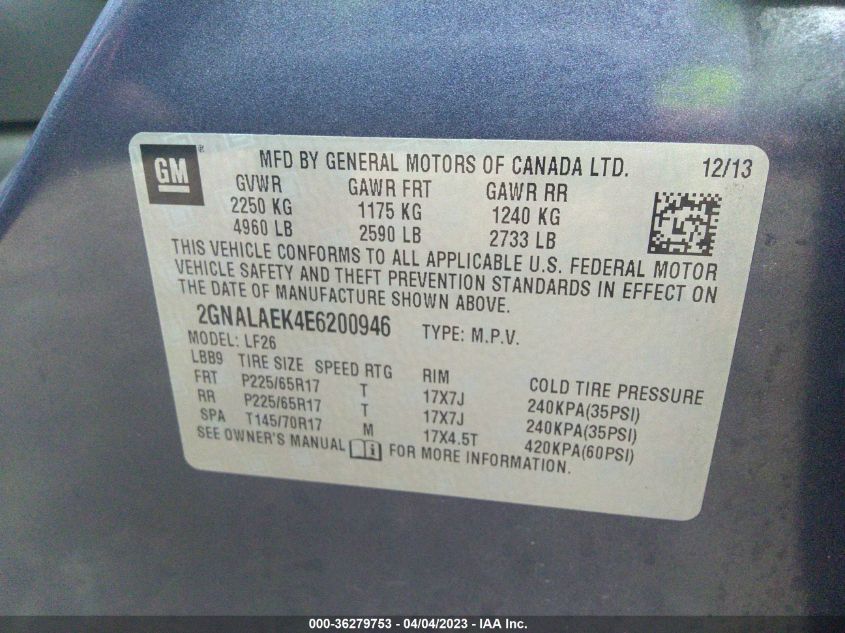 GM ® MFD BY GENERAL MOTORS OF CANADA LTD. 12/13
GVWR GAWR FRT GAWR RR
2250 KG 1175 KG 1240 KG
4960 LB 2590 LB 2733 LB
THIS VEHICLE CONFORMS TO ALL APPLICABLE U.S. FEDERAL MOTOR
VEHICLE SAFETY AND THEFT PREVENTION STANDARDS IN EFFECT ON
THE DATE OF MANUFACTURE SHOWN ABOVE.
2GNALAEK4E6200946 TYPE: M.P.V.
MODEL: LF26
LBB9 TIRE SIZE SPEED RTG RIM COLD TIRE PRESSURE
FRT P225/65R17 T 17X7J 240KPA(35PSI)
RR P225/65R17 T 17X7J 240KPA(35PSI)
SPA T145/70R17 M 17X4.5T 420KPA(60PSI)
SEE OWNER'S MANUAL FOR MORE INFORMATION.
000-36279753 - 04/04/2023 - IAA Inc.